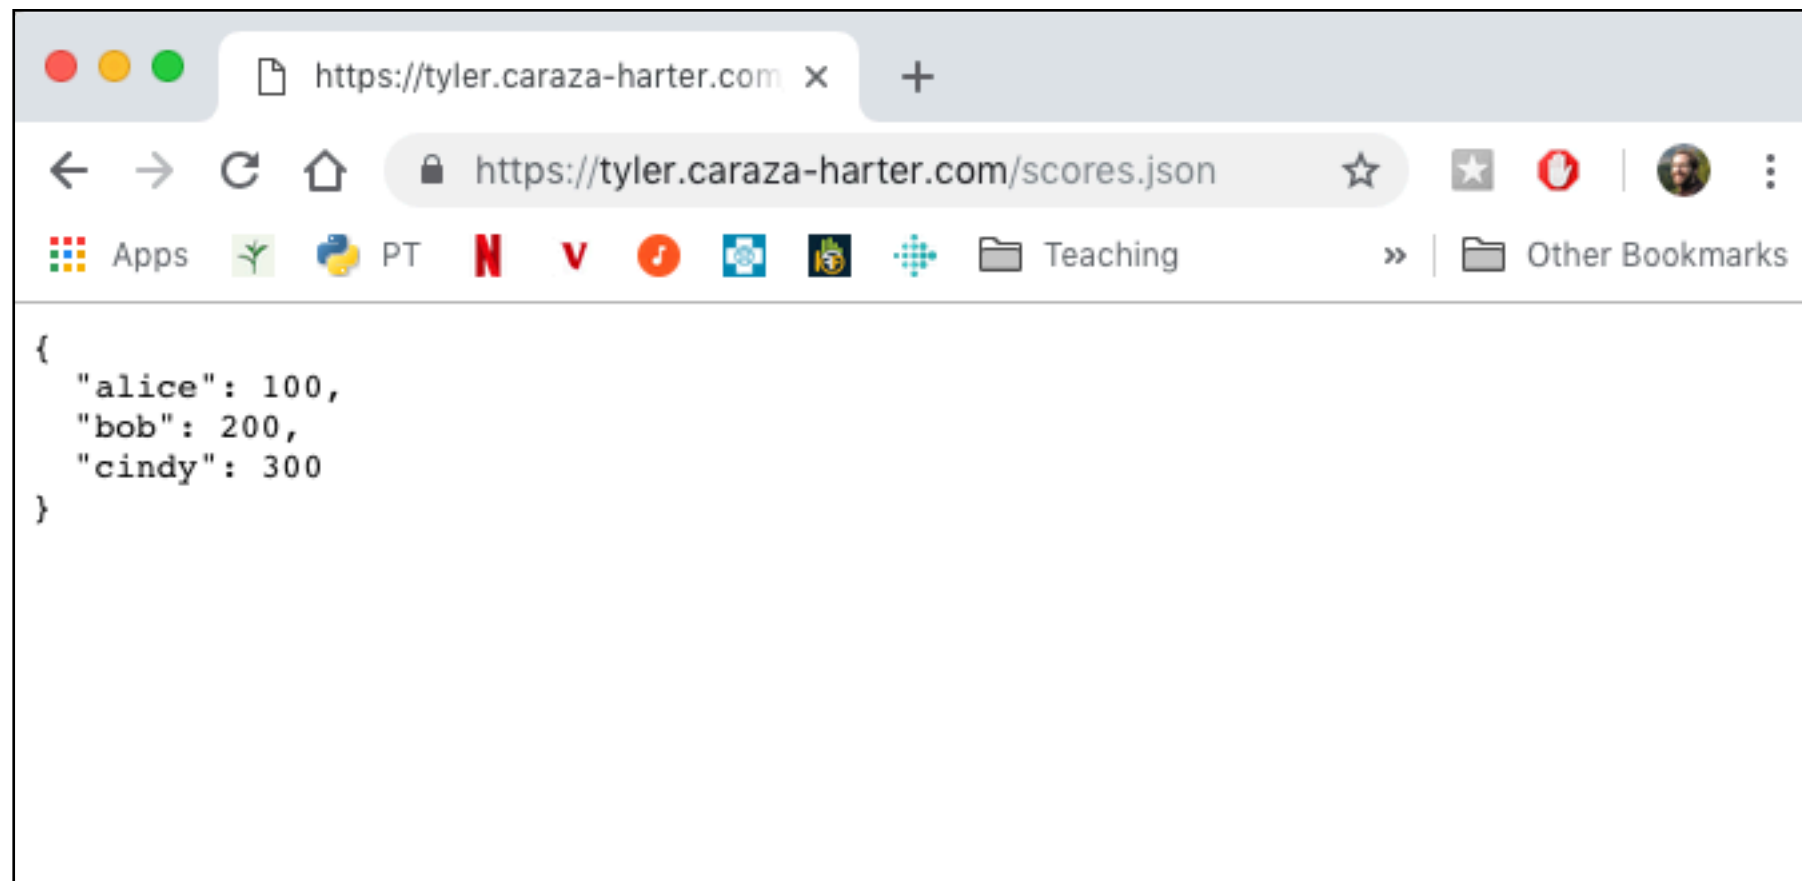 https://tyler.caraza-harter.com
https://tyler.caraza-harter.com/scores.json
Apps PT N V Teaching » Other Bookmarks
{
"alice": 100,
"bob": 200,
"cindy": 300
}